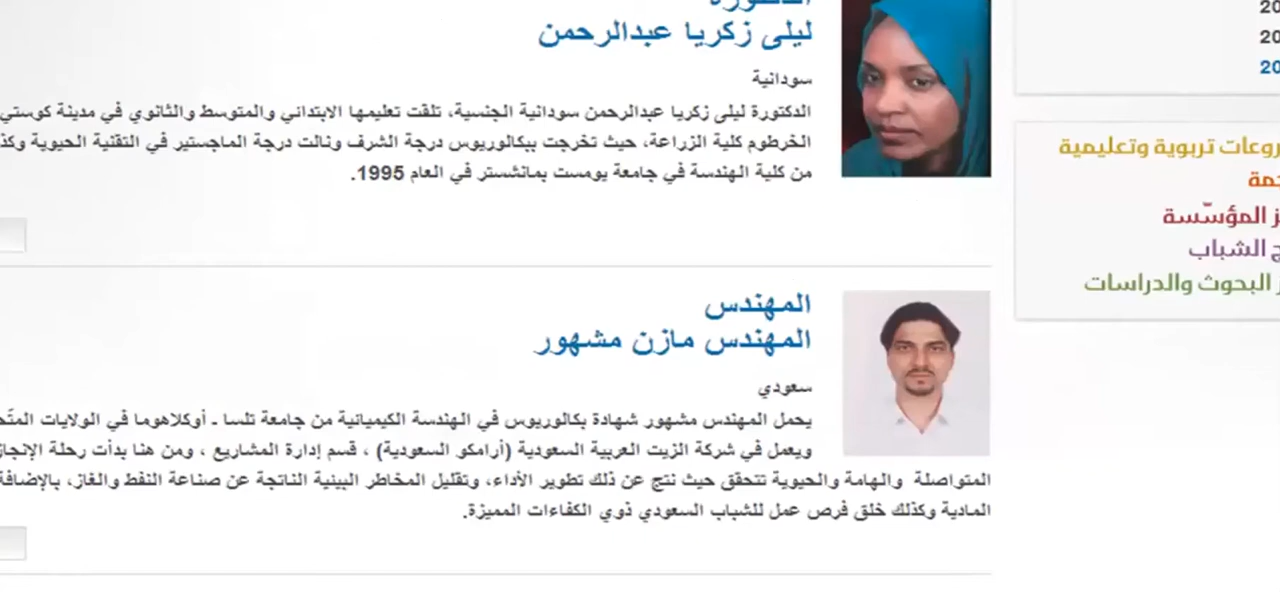 ليلى زكريا عبدالرحمن
سودانية
الدكتورة ليلى زكريا عبدالرحمن سودانية الجنسية، تلقت تعليمها الابتدائي والمتوسط والثانوي في مدينة كوستي
الخرطوم كلية الزراعة، حيث تخرجت ببكالوريوس درجة الشرف ونالت درجة الماجستير في التقنية الحيوية
من كلية الهندسة في جامعة يومست بمانشستر في العام 1995.
المهندس
المهندس مازن مشهور
سعودي
يحمل المهندس مشهور شهادة بكالوريوس في الهندسة الكيميائية من جامعة تلسا ـ أوكلاهوما في الولايات
ويعمل في شركة الزيت العربية السعودية (أرامكو السعودية) ، قسم إدارة المشاريع ، ومن هنا بدأت رحلة
المتواصلة والهامة والحيوية تتحقق حيث نتج عن ذلك تطوير الأداء، وتقليل المخاطر البيئية الناتجة عن صناعة النفط والغاز، بالإضافة
المادية وكذلك خلق فرص عمل للشباب السعودي ذوي الكفاءات المميزة.
20
20
20
تربوية وتعليمية
المؤسّسة
الشباب
البحوث والدراسات